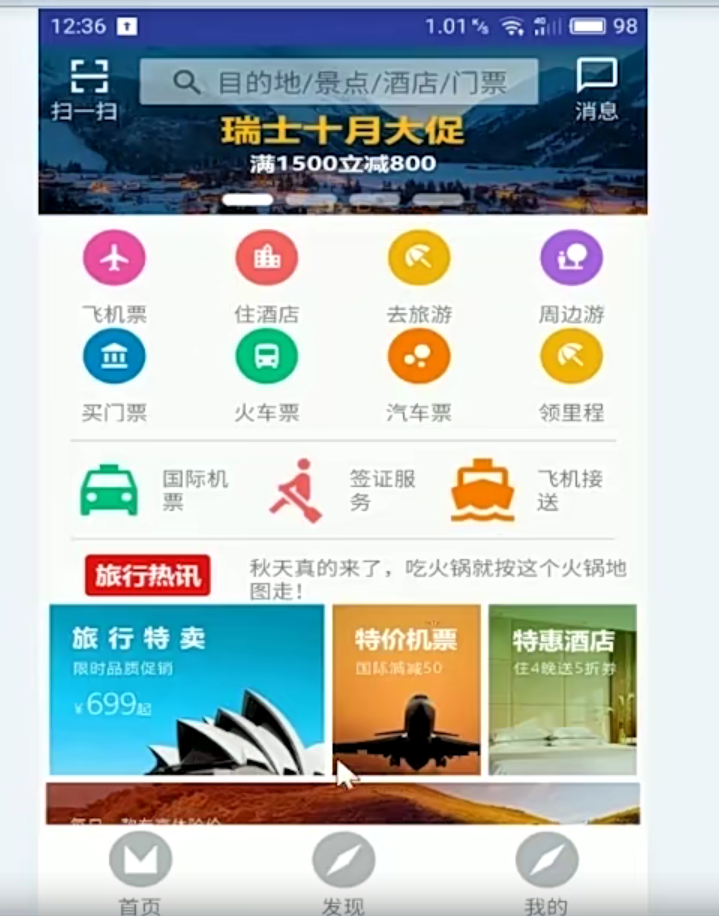 12:36
1.01 K/s
4G
98
扫一扫
目的地/景点/酒店/门票
消息
瑞士十月大促
满1500立减800
飞机票
住酒店
去旅游
周边游
买门票
火车票
汽车票
领里程
国际机
票
签证服
务
飞机接
送
旅行热讯
秋天真的来了，吃火锅就按这个火锅地
图走！
旅行特卖
限时品质促销
¥699起
特价机票
国际满减50
特惠酒店
住4晚送5折券
首页
发现
我的